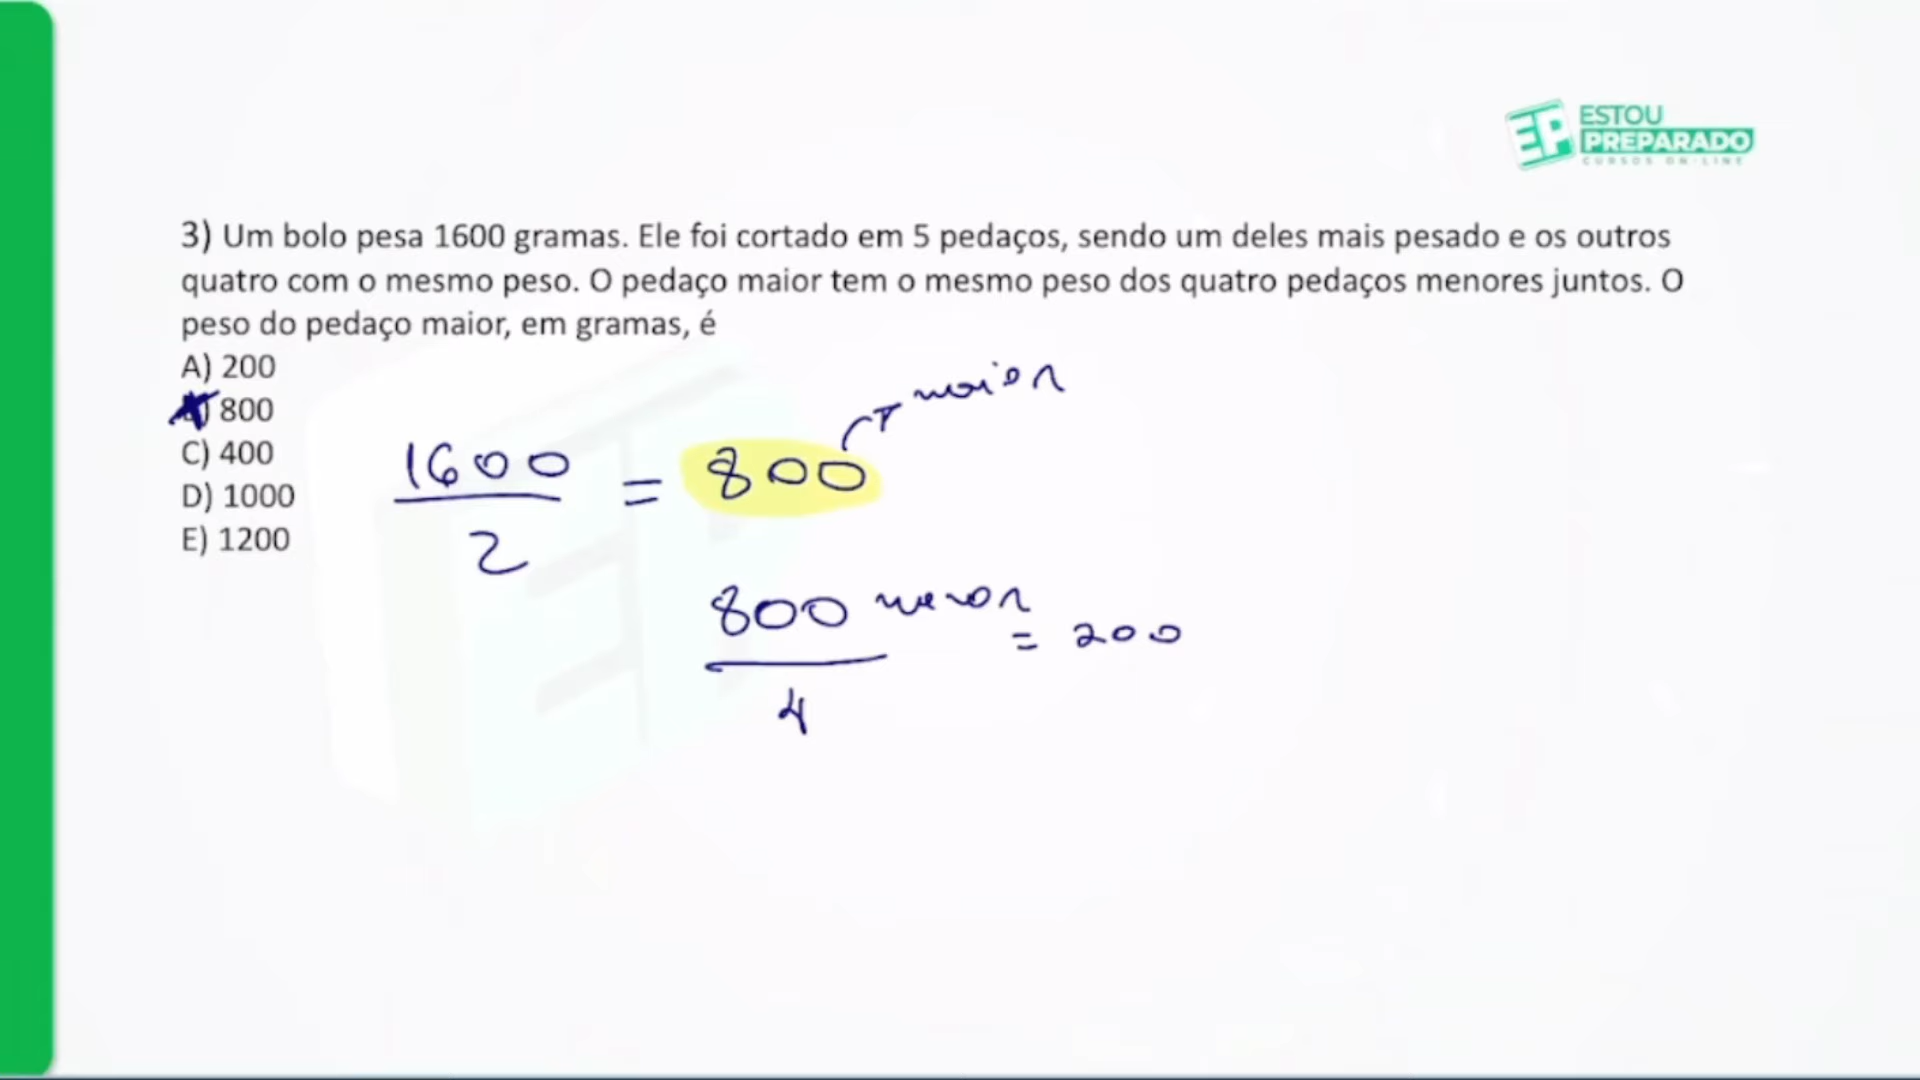 EP ESTOU
PREPARADO
CURSOS ON-LINE
3) Um bolo pesa 1600 gramas. Ele foi cortado em 5 pedaços, sendo um deles mais pesado e os outros
quatro com o mesmo peso. O pedaço maior tem o mesmo peso dos quatro pedaços menores juntos. O
peso do pedaço maior, em gramas, é
A) 200
) 800
C) 400
D) 1000
E) 1200
maior
1600
= 800
2
800 menor
= 200
4